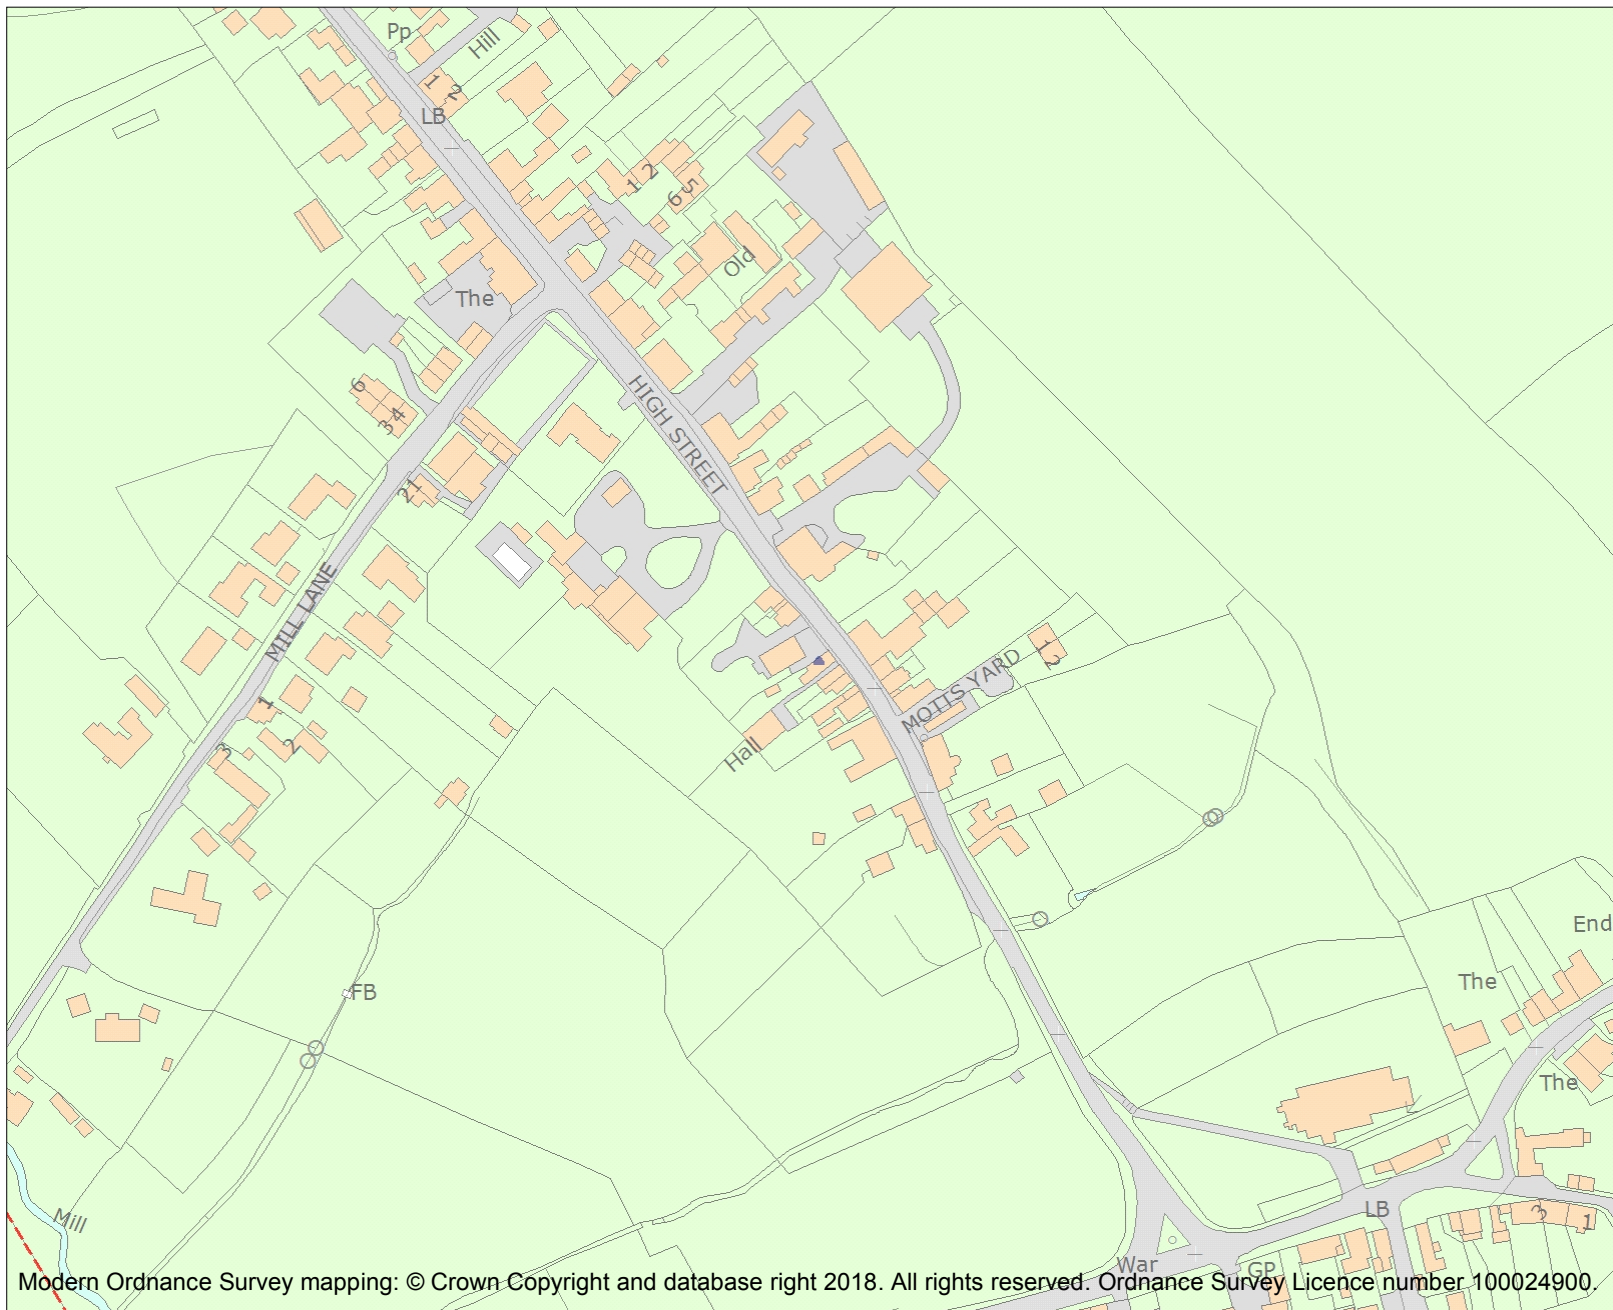 Pp
Hill
1 2
LB
1 2
5
6
Old
The
6
3 4
HIGH STREET
21
MILL LANE
1
2
3
MOTTS YARD
1 2
Hall
End
The
FB
The
Mill
LB
3
1
War
GP
Modern Ordnance Survey mapping: © Crown Copyright and database right 2018. All rights reserved. Ordnance Survey Licence number 100024900.